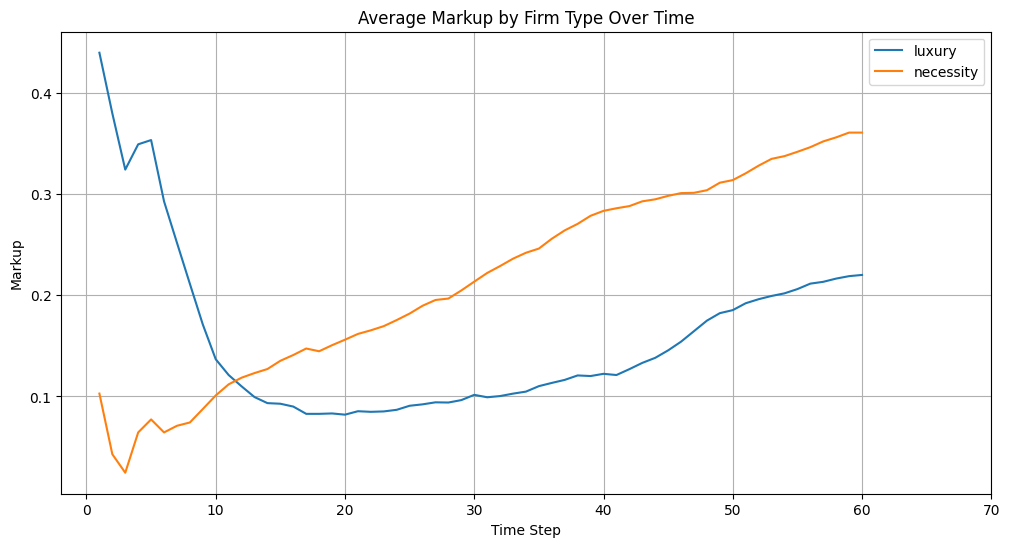 Average Markup by Firm Type Over Time
luxury
necessity
Markup
0.4
0.3
0.2
0.1
0 10 20 30 40 50 60 70
Time Step